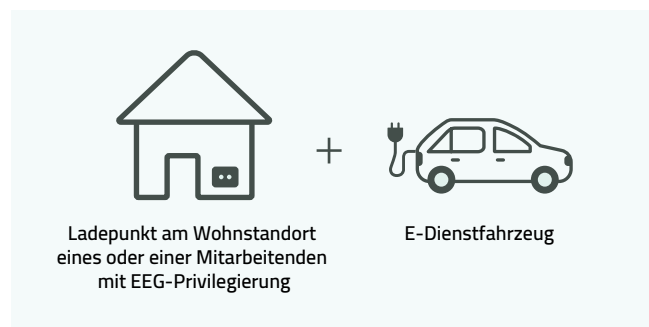 Ladepunkt am Wohnstandort
eines oder einer Mitarbeitenden
mit EEG-Privilegierung
E-Dienstfahrzeug